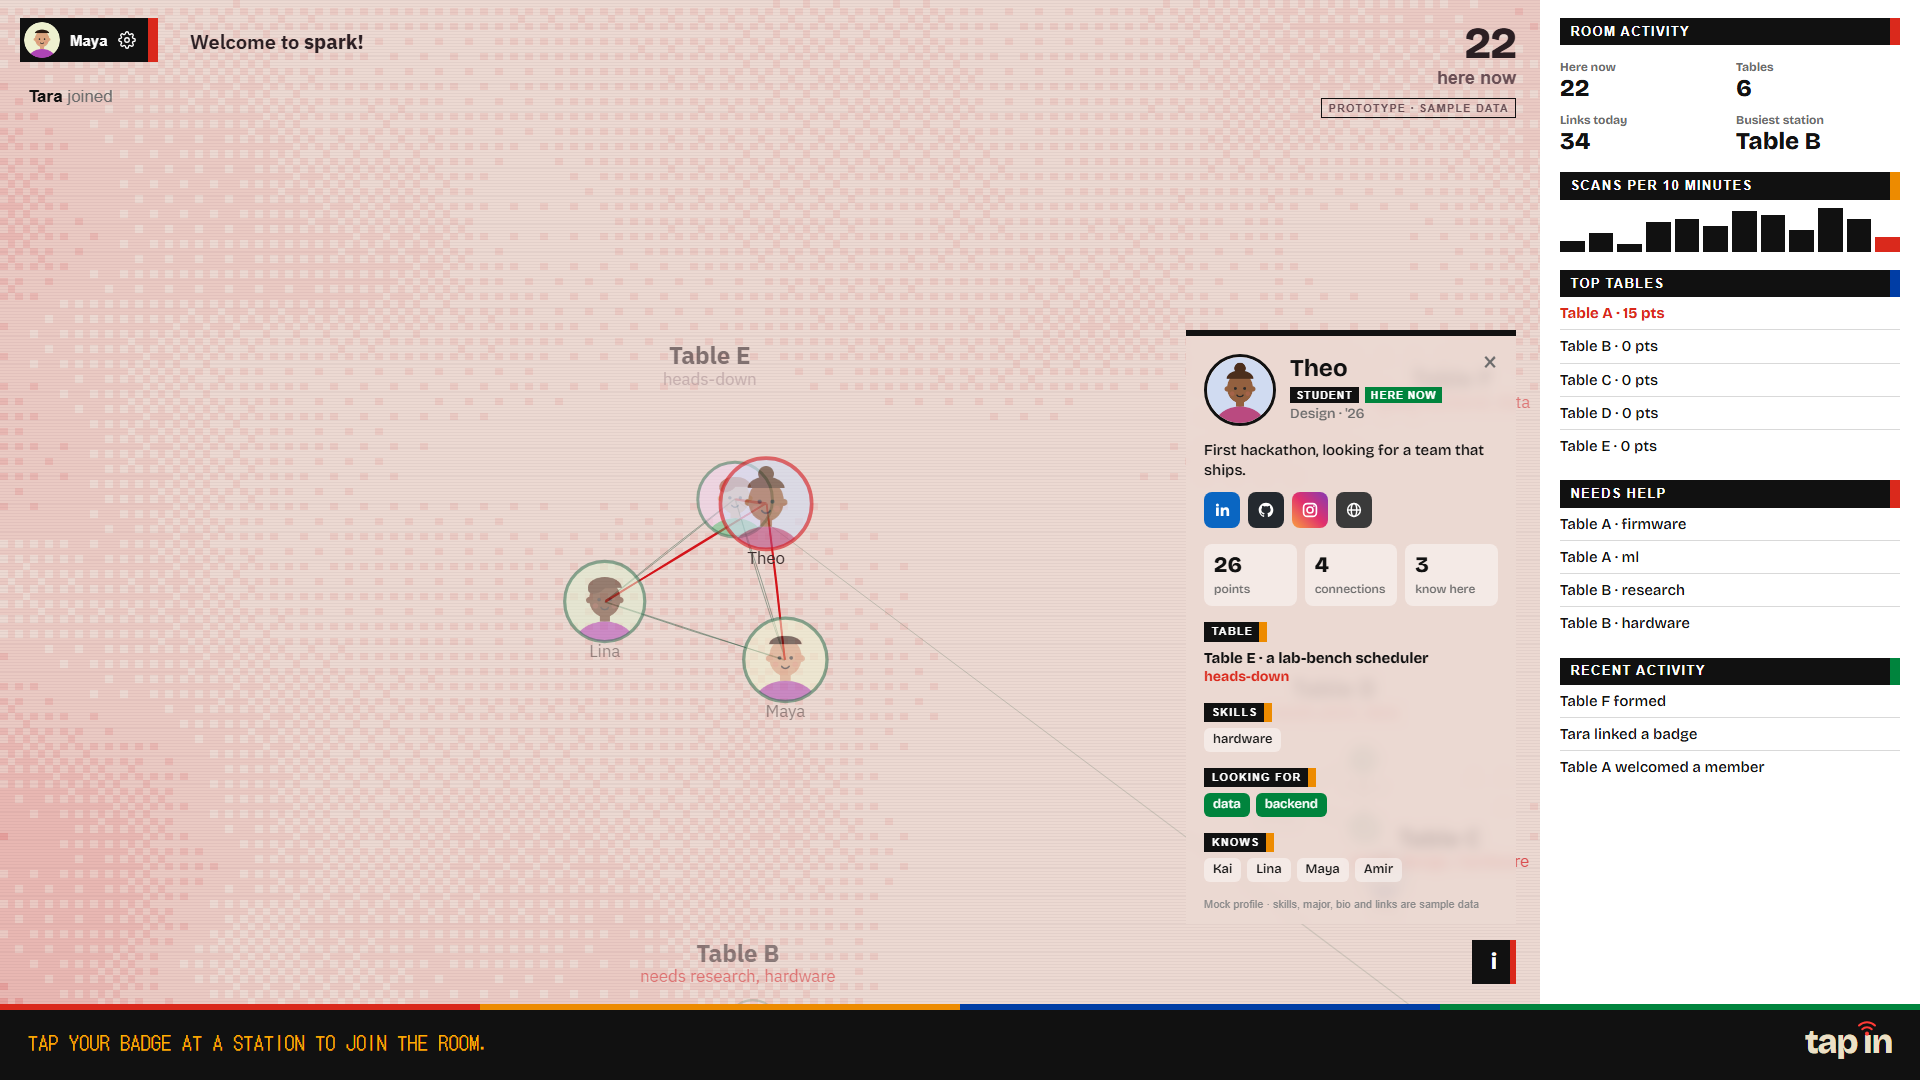 Maya
Welcome to spark!
Tara joined
22
here now
PROTOTYPE · SAMPLE DATA
Table E
heads-down
Theo
Lina
Maya
Table B
needs research, hardware
Theo
STUDENT HERE NOW
Design · '26
First hackathon, looking for a team that
ships.
in
26
points
4
connections
3
know here
TABLE
Table E · a lab-bench scheduler
heads-down
SKILLS
hardware
LOOKING FOR
data backend
KNOWS
Kai Lina Maya Amir
Mock profile · skills, major, bio and links are sample data
i
ROOM ACTIVITY
Here now
22
Tables
6
Links today
34
Busiest station
Table B
SCANS PER 10 MINUTES
TOP TABLES
Table A · 15 pts
Table B · 0 pts
Table C · 0 pts
Table D · 0 pts
Table E · 0 pts
NEEDS HELP
Table A · firmware
Table A · ml
Table B · research
Table B · hardware
RECENT ACTIVITY
Table F formed
Tara linked a badge
Table A welcomed a member
TAP YOUR BADGE AT A STATION TO JOIN THE ROOM.
tap in